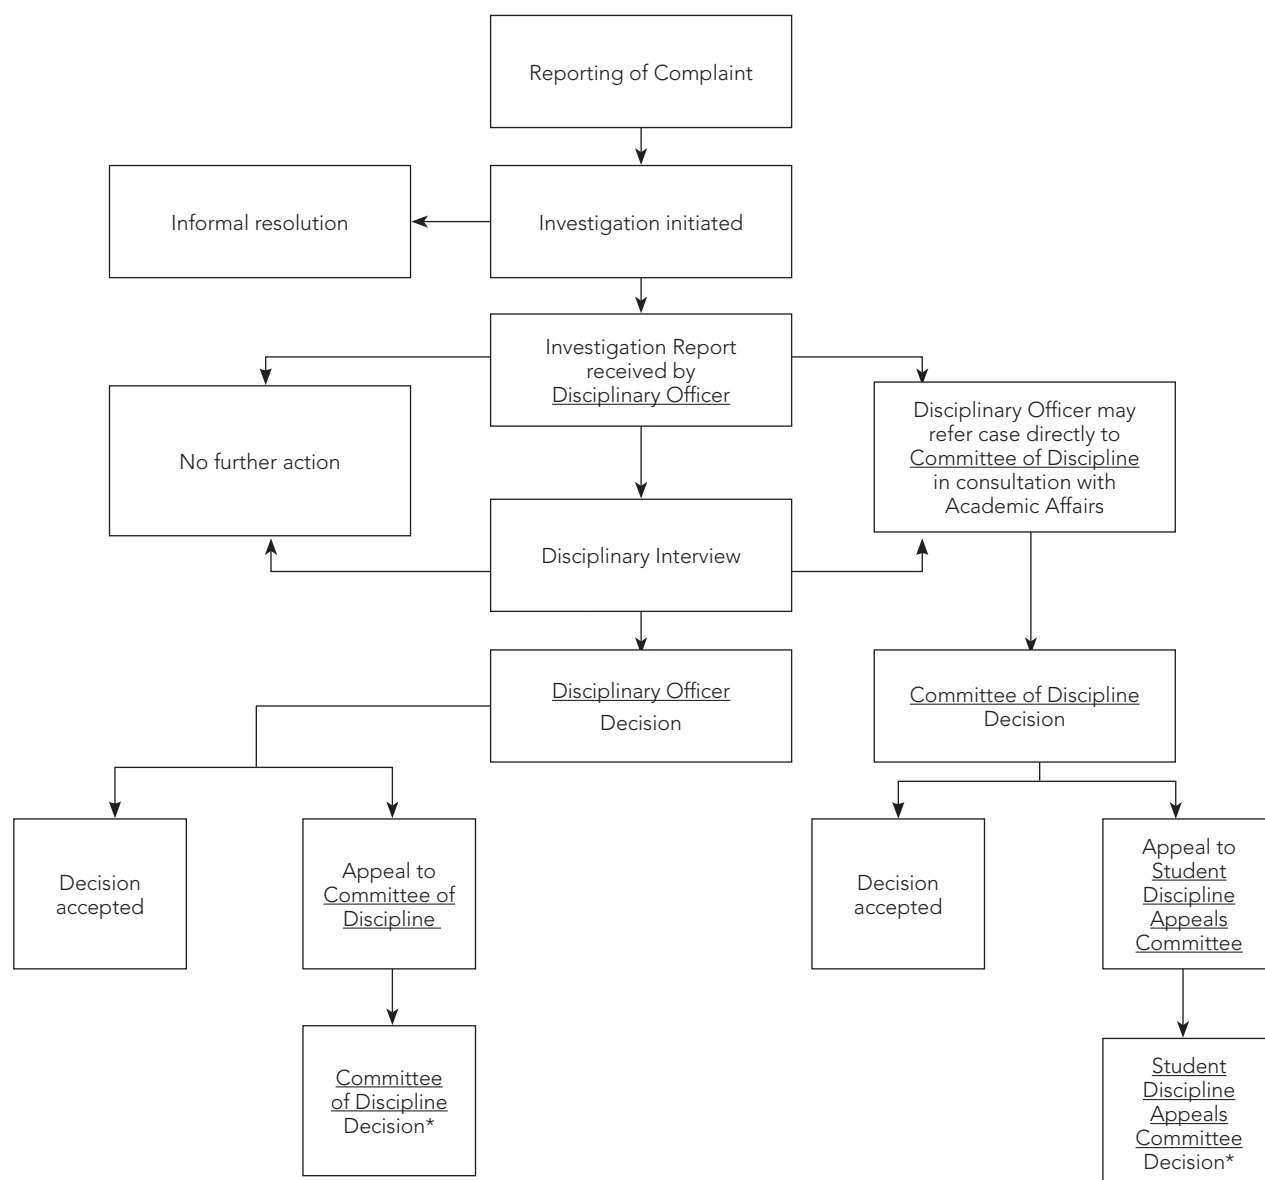 Reporting of Complaint
Informal resolution
Investigation initiated
Investigation Report
received by
Disciplinary Officer
No further action
Disciplinary Officer may
refer case directly to
Committee of Discipline
in consultation with
Academic Affairs
Disciplinary Interview
Disciplinary Officer
Decision
Committee of Discipline
Decision
Decision
accepted
Appeal to
Committee of
Discipline
Decision
accepted
Appeal to
Student
Discipline
Appeals
Committee
Committee
of Discipline
Decision*
Student
Discipline
Appeals
Committee
Decision*